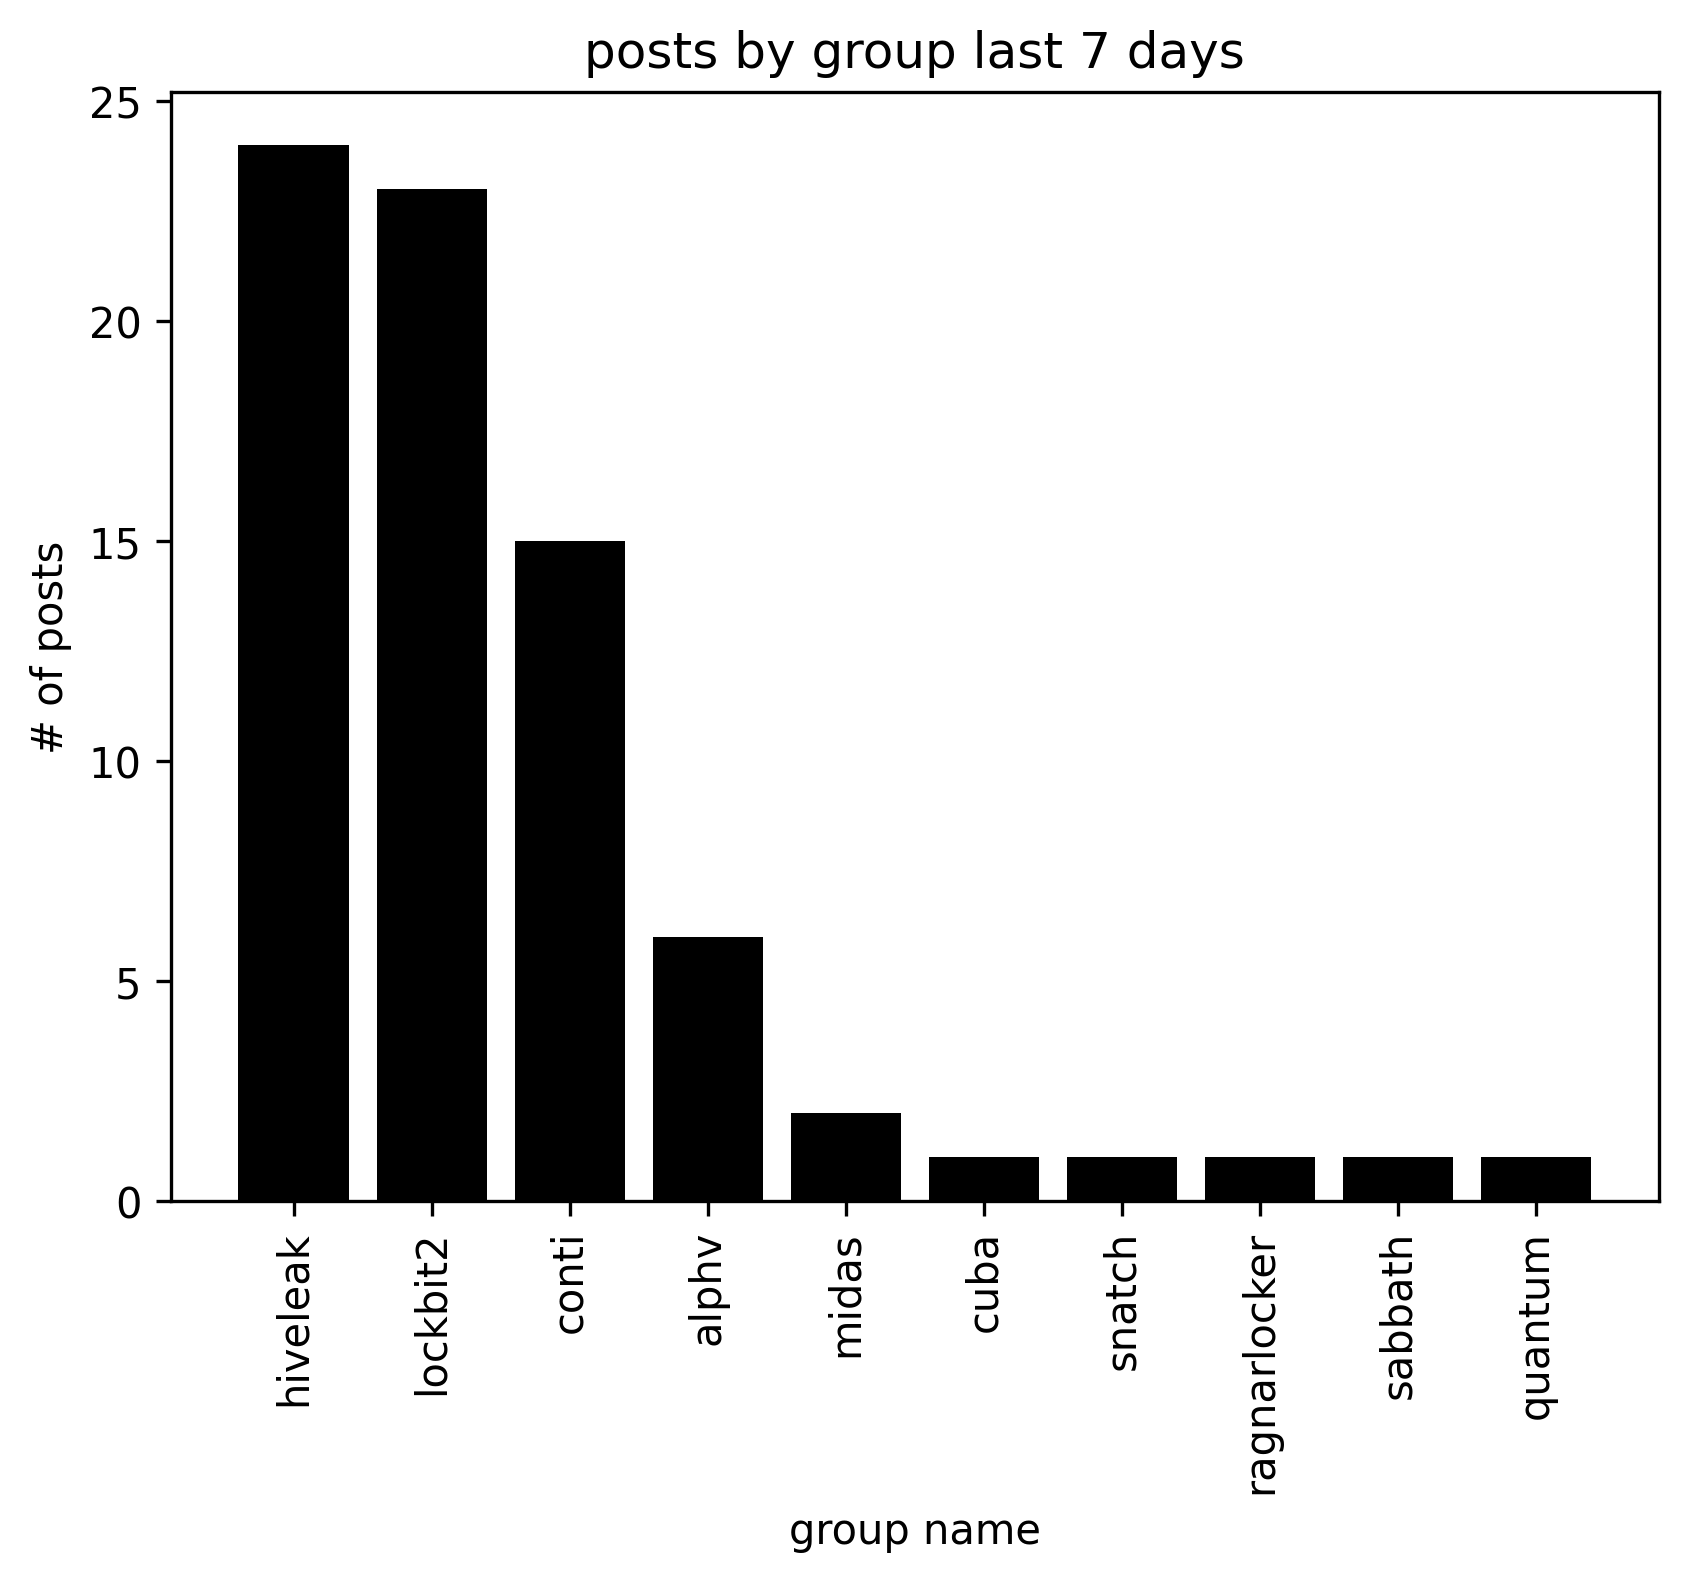 posts by group last 7 days
25
20
15
10
5
0
# of posts
hiveleak
lockbit2
conti
alphv
midas
cuba
snatch
ragnarlocker
sabbath
quantum
group name